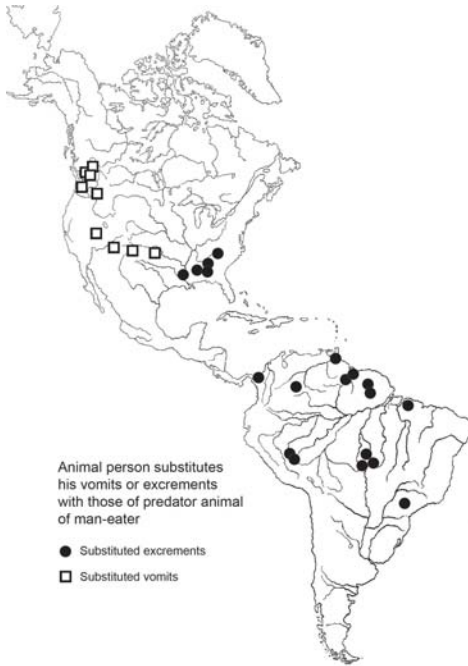 Animal person substitutes
his vomits or excrements
with those of predator animal
of man-eater
Substituted excrements
Substituted vomits